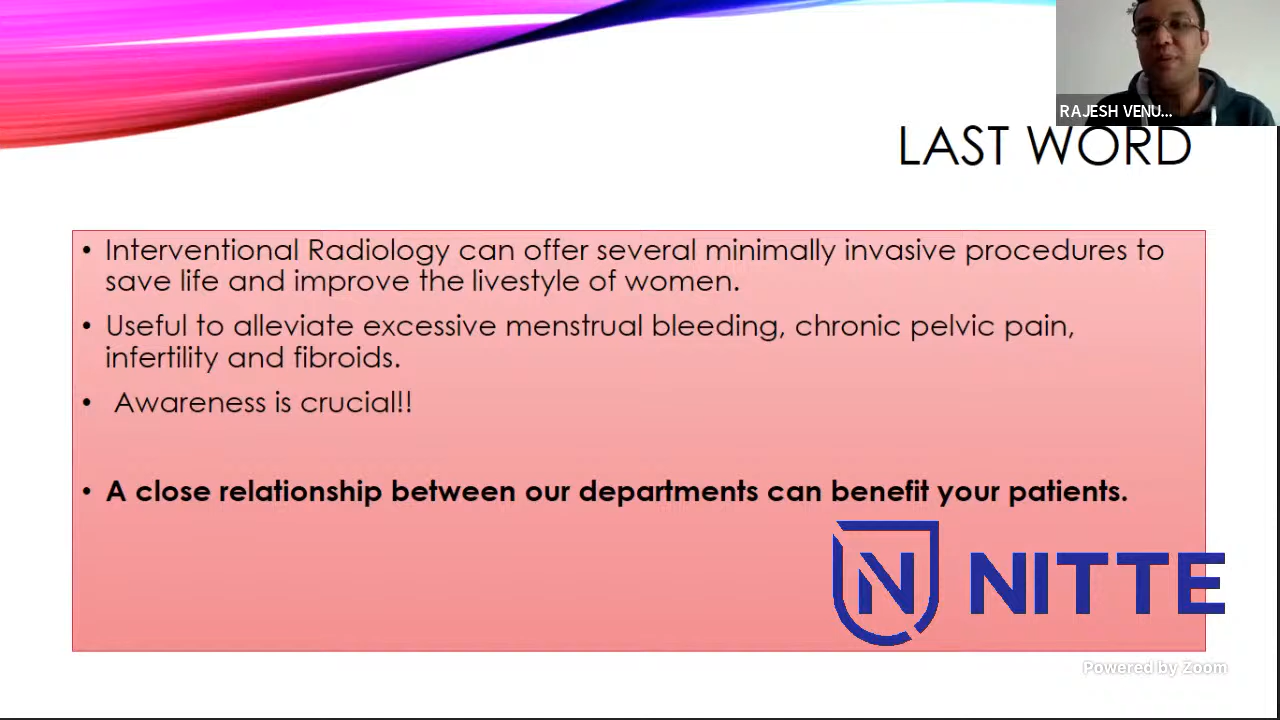 RAJESH VENU...
LAST WORD
• Interventional Radiology can offer several minimally invasive procedures to
save life and improve the livestyle of women.
• Useful to alleviate excessive menstrual bleeding, chronic pelvic pain,
infertility and fibroids.
• Awareness is crucial!!
• A close relationship between our departments can benefit your patients.
N NITTE
Powered by Zoom